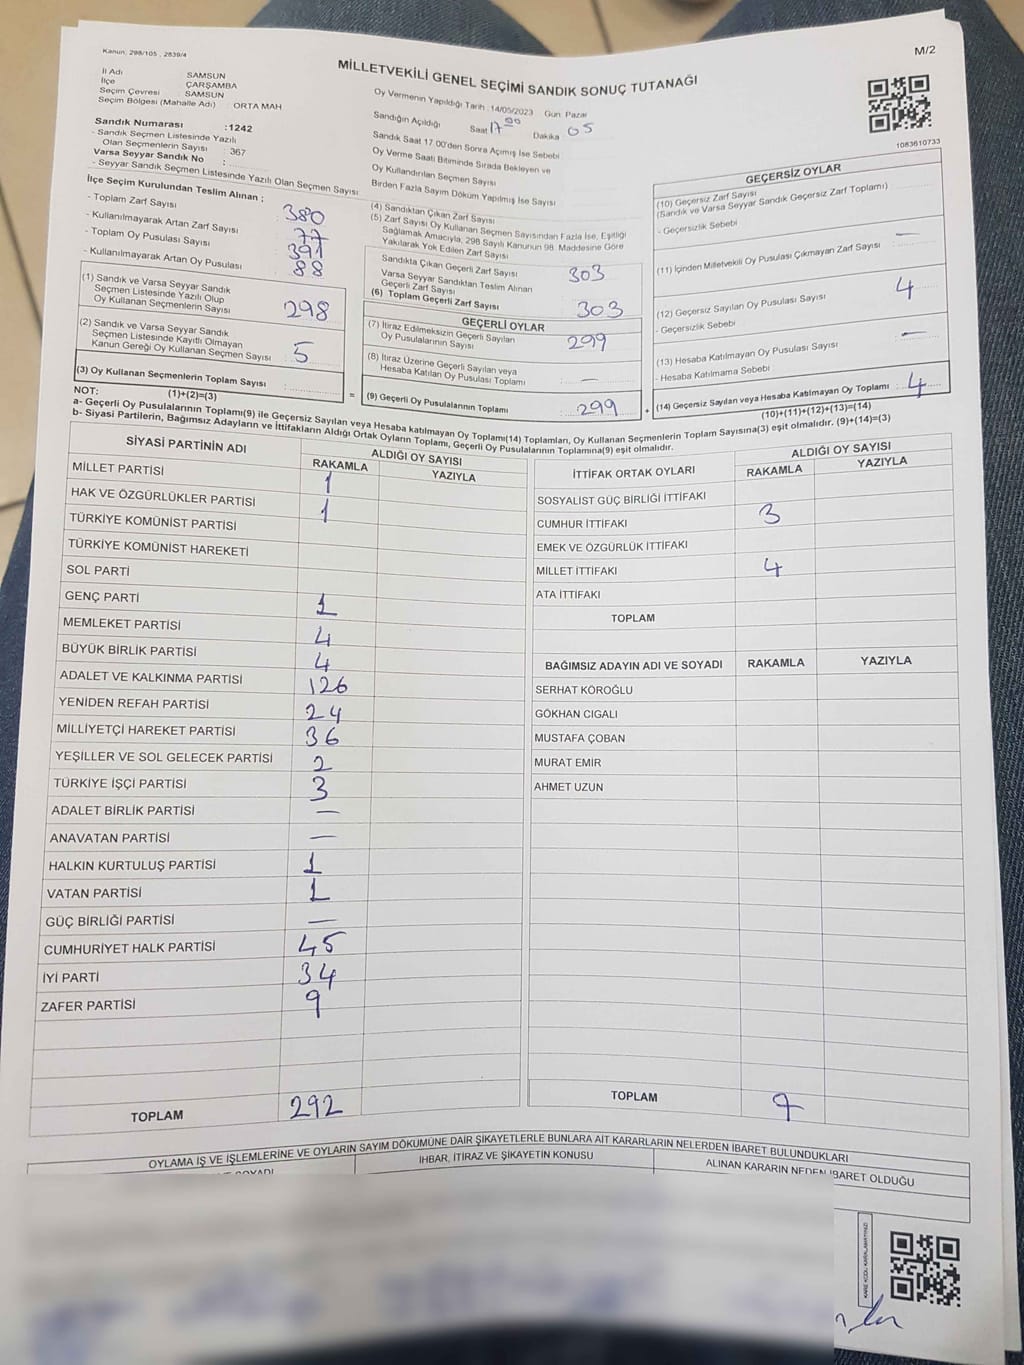 Kanun; 298/105 , 2839/4
M/2
MİLLETVEKİLİ GENEL SEÇİMİ SANDIK SONUÇ TUTANAĞI
İl Adı SAMSUN
İlçe ÇARŞAMBA
Seçim Çevresi SAMSUN
Seçim Bölgesi (Mahalle Adı) : ORTA MAH
Sandık Numarası :1242
- Sandık Seçmen Listesinde Yazılı
Olan Seçmenlerin Sayısı : 367
Varsa Seyyar Sandık No :
- Seyyar Sandık Seçmen Listesinde Yazılı Olan Seçmen Sayısı
Oy Vermenin Yapıldığı Tarih :14/05/2023 Gün: Pazar
Sandığın Açıldığı Saat 17 00 Dakika 05
Sandık Saat 17.00'den Sonra Açımış İse Sebebi
Oy Verme Saati Bitiminde Sırada Bekleyen ve
Oy Kullandırılan Seçmen Sayısı
Birden Fazla Sayım Döküm Yapılmış İse Sayısı
1083610733
İlçe Seçim Kurulundan Teslim Alınan ;
- Toplam Zarf Sayısı : 380
- Kullanılmayarak Artan Zarf Sayısı : 77
- Toplam Oy Pusulası Sayısı : 391
- Kullanılmayarak Artan Oy Pusulası : 88
(1) Sandık ve Varsa Seyyar Sandık
Seçmen Listesinde Yazılı Olup
Oy Kullanan Seçmenlerin Sayısı 298
(2) Sandık ve Varsa Seyyar Sandık
Seçmen Listesinde Kayıtlı Olmayan
Kanun Gereği Oy Kullanan Seçmen Sayısı 5
(3) Oy Kullanan Seçmenlerin Toplam Sayısı :
(1)+(2)=(3)
(4) Sandıktan Çıkan Zarf Sayısı
(5) Zarf Sayısı Oy Kullanan Seçmen Sayısından Fazla İse, Eşitliği
Sağlamak Amacıyla, 298 Sayılı Kanunun 98. Maddesine Göre
Yakılarak Yok Edilen Zarf Sayısı
Sandıkta Çıkan Geçerli Zarf Sayısı 303
Varsa Seyyar Sandıktan Teslim Alınan
Geçerli Zarf Sayısı
(6) Toplam Geçerli Zarf Sayısı 303
GEÇERLİ OYLAR
(7) İtiraz Edilmeksizin Geçerli Sayılan
Oy Pusulalarının Sayısı 299
(8) İtiraz Üzerine Geçerli Sayılan veya
Hesaba Katılan Oy Pusulası Toplamı : —
= (9) Geçerli Oy Pusulalarının Toplamı : 299 +
GEÇERSİZ OYLAR
(10) Geçersiz Zarf Sayısı
(Sandık ve Varsa Seyyar Sandık Geçersiz Zarf Toplamı)
- Geçersizlik Sebebi
(11) İçinden Milletvekili Oy Pusulası Çıkmayan Zarf Sayısı : —
(12) Geçersiz Sayılan Oy Pusulası Sayısı : 4
- Geçersizlik Sebebi
(13) Hesaba Katılmayan Oy Pusulası Sayısı : —
- Hesaba Katılmama Sebebi
(14) Geçersiz Sayılan veya Hesaba Katılmayan Oy Toplamı : 4
(10)+(11)+(12)+(13)=(14)
NOT:
a- Geçerli Oy Pusulalarının Toplamı(9) ile Geçersiz Sayılan veya Hesaba katılmayan Oy Toplamı(14) Toplamları, Oy Kullanan Seçmenlerin Toplam Sayısına(3) eşit olmalıdır. (9)+(14)=(3)
b- Siyasi Partilerin, Bağımsız Adayların ve İttifakların Aldığı Ortak Oyların Toplamı, Geçerli Oy Pusulalarının Toplamına(9) eşit olmalıdır.
SİYASİ PARTİNİN ADI ALDIĞI OY SAYISI
RAKAMLA YAZIYLA
MİLLET PARTİSİ 1
HAK VE ÖZGÜRLÜKLER PARTİSİ 1
TÜRKİYE KOMÜNİST PARTİSİ
TÜRKİYE KOMÜNİST HAREKETİ
SOL PARTİ
GENÇ PARTİ 1
MEMLEKET PARTİSİ 4
BÜYÜK BİRLİK PARTİSİ 4
ADALET VE KALKINMA PARTİSİ 126
YENİDEN REFAH PARTİSİ 24
MİLLİYETÇİ HAREKET PARTİSİ 36
YEŞİLLER VE SOL GELECEK PARTİSİ 2
TÜRKİYE İŞÇİ PARTİSİ 3
ADALET BİRLİK PARTİSİ —
ANAVATAN PARTİSİ —
HALKIN KURTULUŞ PARTİSİ 1
VATAN PARTİSİ 1
GÜÇ BİRLİĞİ PARTİSİ —
CUMHURİYET HALK PARTİSİ 45
İYİ PARTİ 34
ZAFER PARTİSİ 9
TOPLAM 292
İTTİFAK ORTAK OYLARI ALDIĞI OY SAYISI
RAKAMLA YAZIYLA
SOSYALİST GÜÇ BİRLİĞİ İTTİFAKI
CUMHUR İTTİFAKI 3
EMEK VE ÖZGÜRLÜK İTTİFAKI
MİLLET İTTİFAKI 4
ATA İTTİFAKI
TOPLAM
BAĞIMSIZ ADAYIN ADI VE SOYADI RAKAMLA YAZIYLA
SERHAT KÖROĞLU
GÖKHAN CIGALI
MUSTAFA ÇOBAN
MURAT EMİR
AHMET UZUN
TOPLAM 7
OYLAMA İŞ VE İŞLEMLERİNE VE OYLARIN SAYIM DÖKÜMÜNE DAİR ŞİKAYETLERLE BUNLARA AİT KARARLARIN NELERDEN İBARET BULUNDUKLARI
İHBAR, İTİRAZ VE ŞİKAYETİN KONUSU
ALINAN KARARIN NEDEN İBARET OLDUĞU